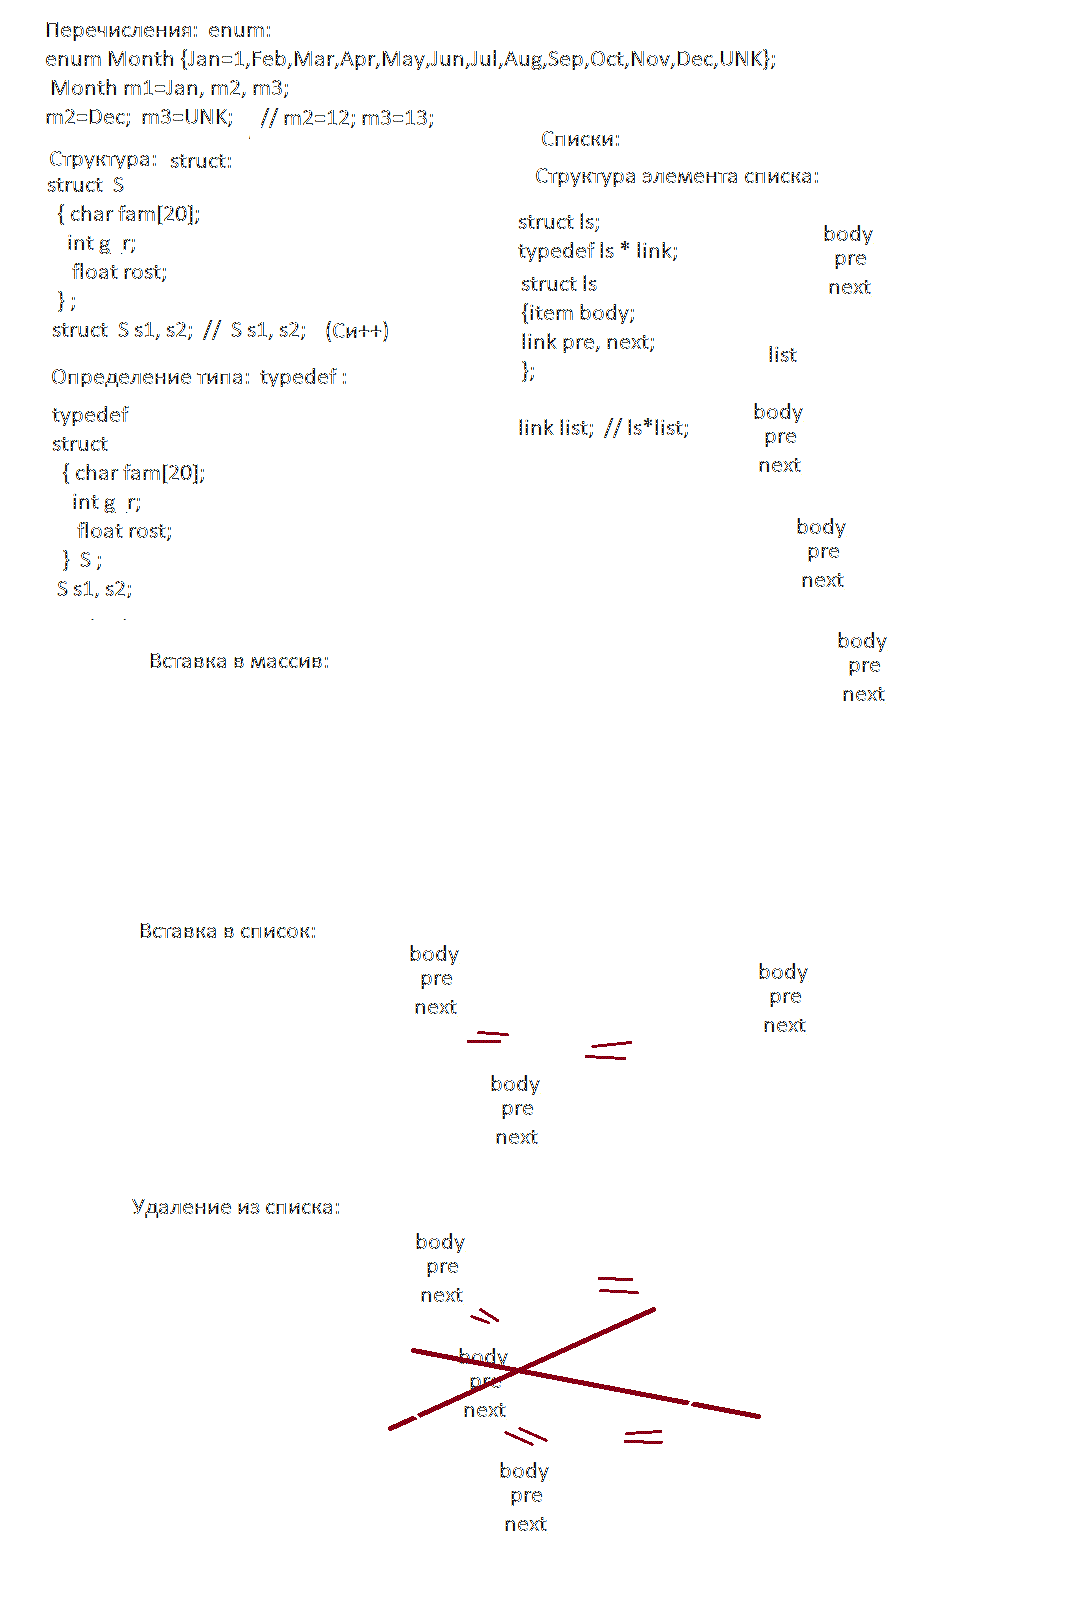 Перечисления: enum:
enum Month {Jan=1,Feb,Mar,Apr,May,Jun,Jul,Aug,Sep,Oct,Nov,Dec,UNK};
Month m1=Jan, m2, m3;
m2=Dec; m3=UNK; // m2=12; m3=13;
Структура: struct:
struct S
{ char fam[20];
int g_r;
float rost;
} ;
struct S s1, s2; // S s1, s2; (Си++)
Определение типа: typedef :
typedef
struct
{ char fam[20];
int g_r;
float rost;
} S ;
S s1, s2;
Списки:
Структура элемента списка:
struct ls;
typedef ls * link;
struct ls
{item body;
link pre, next;
};
link list; // ls*list;
body
pre
next
list
body
pre
next
body
pre
next
body
pre
next
Вставка в массив:
Вставка в список:
body
pre
next
body
pre
next
body
pre
next
Удаление из списка:
body
pre
next
body
pre
next
body
pre
next